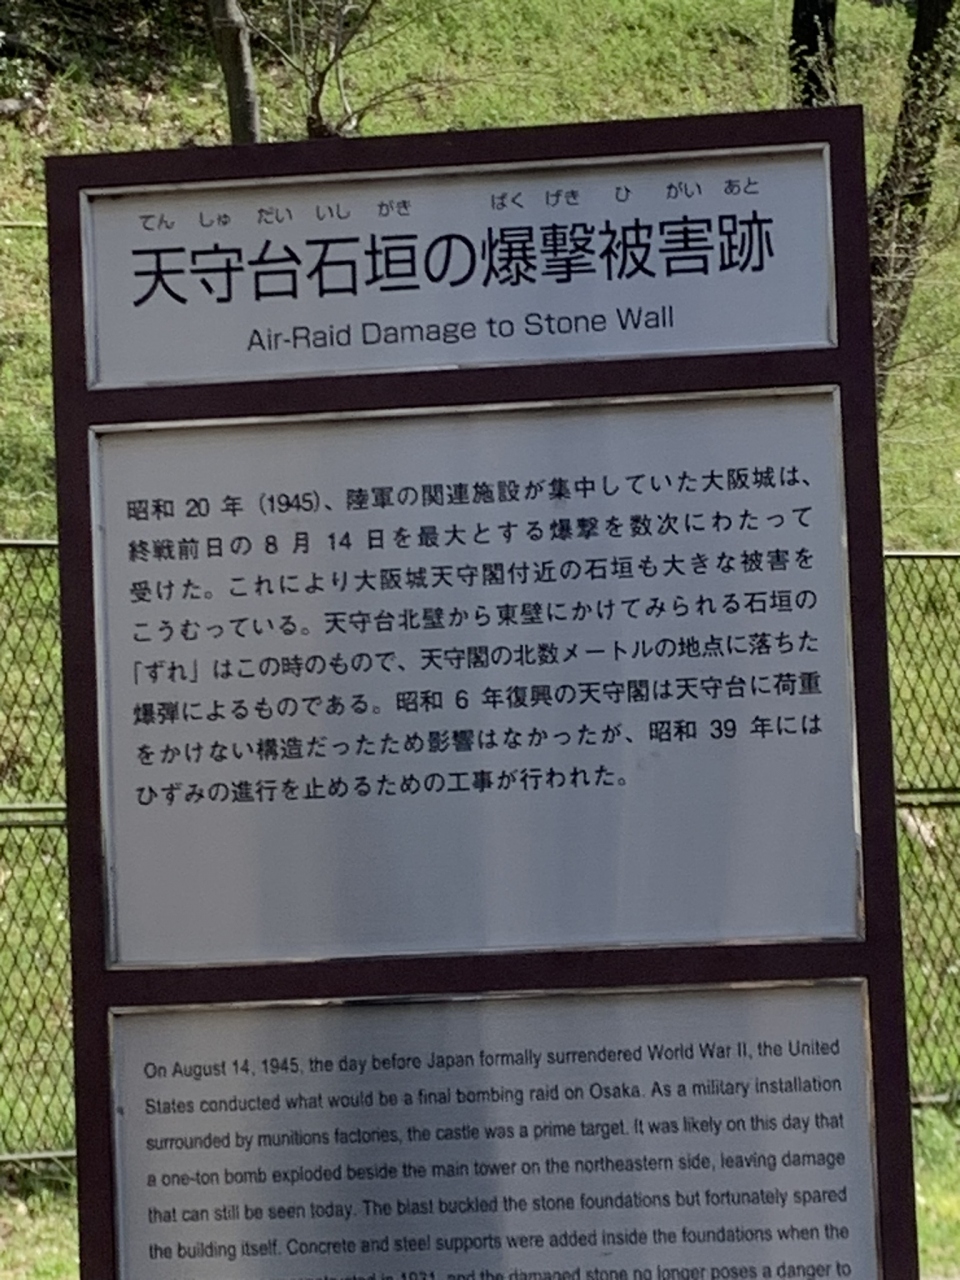 てん しゅ だい いし がき ばく げき ひ がい あと
天守台石垣の爆撃被害跡
Air-Raid Damage to Stone Wall
昭和 20 年（1945）、陸軍の関連施設が集中していた大阪城は、
終戦前日の 8 月 14 日を最大とする爆撃を数次にわたって
受けた。これにより大阪城天守閣付近の石垣も大きな被害を
こうむっている。天守台北壁から東壁にかけてみられる石垣の
「ずれ」はこの時のもので、天守閣の北数メートルの地点に落ちた
爆弾によるものである。昭和 6 年復興の天守閣は天守台に荷重
をかけない構造だったため影響はなかったが、昭和 39 年には
ひずみの進行を止めるための工事が行われた。
On August 14, 1945, the day before Japan formally surrendered World War II, the United
States conducted what would be a final bombing raid on Osaka. As a military installation
surrounded by munitions factories, the castle was a prime target. It was likely on this day that
a one-ton bomb exploded beside the main tower on the northeastern side, leaving damage
that can still be seen today. The blast buckled the stone foundations but fortunately spared
the building itself. Concrete and steel supports were added inside the foundations when the
in 1931, and the damaged stone no longer poses a danger to